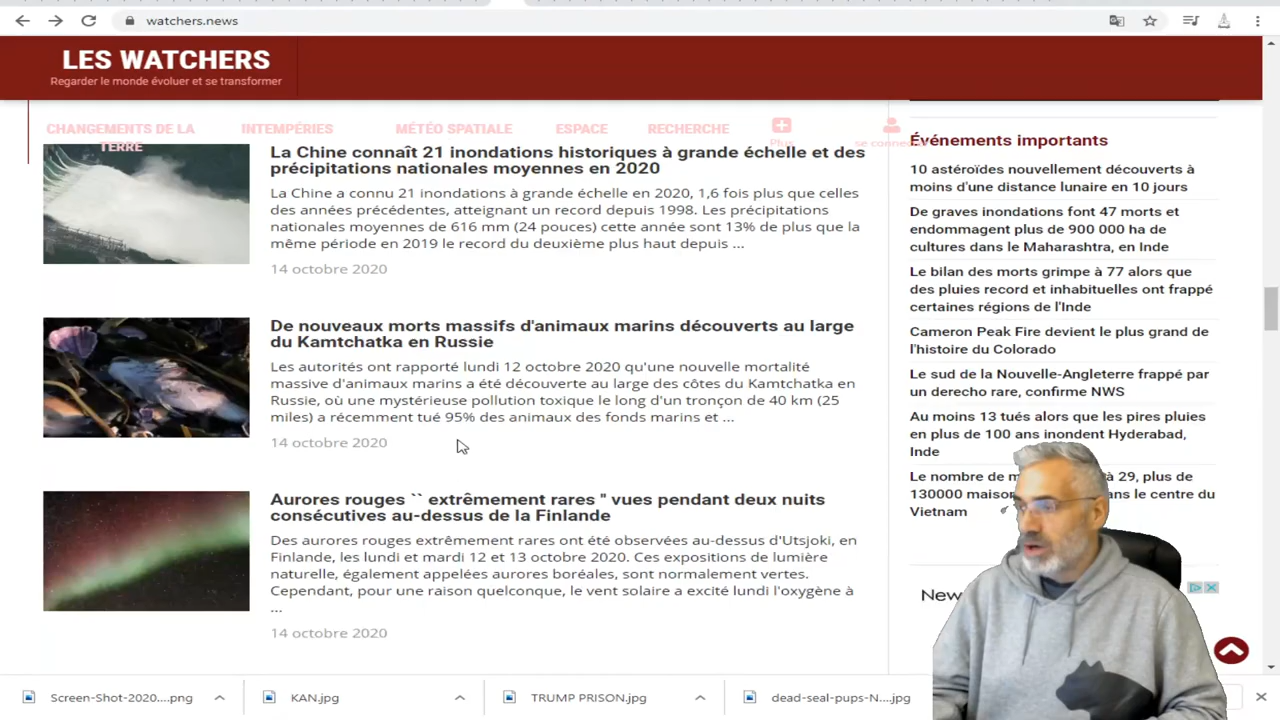 watchers.news
LES WATCHERS
Regarder le monde évoluer et se transformer
CHANGEMENTS DE LA
TERRE
INTEMPÉRIES
MÉTÉO SPATIALE
ESPACE
RECHERCHE
Plus
La Chine connaît 21 inondations historiques à grande échelle et des
précipitations nationales moyennes en 2020
La Chine a connu 21 inondations à grande échelle en 2020, 1,6 fois plus que celles
des années précédentes, atteignant un record depuis 1998. Les précipitations
nationales moyennes de 616 mm (24 pouces) cette année sont 13% de plus que la
même période en 2019 le record du deuxième plus haut depuis ...
14 octobre 2020
De nouveaux morts massifs d'animaux marins découverts au large
du Kamtchatka en Russie
Les autorités ont rapporté lundi 12 octobre 2020 qu'une nouvelle mortalité
massive d'animaux marins a été découverte au large des côtes du Kamtchatka en
Russie, où une mystérieuse pollution toxique le long d'un tronçon de 40 km (25
miles) a récemment tué 95% des animaux des fonds marins et ...
14 octobre 2020
Aurores rouges `` extrêmement rares '' vues pendant deux nuits
consécutives au-dessus de la Finlande
Des aurores rouges extrêmement rares ont été observées au-dessus d'Utsjoki, en
Finlande, les lundi et mardi 12 et 13 octobre 2020. Ces expositions de lumière
naturelle, également appelées aurores boréales, sont normalement vertes.
Cependant, pour une raison quelconque, le vent solaire a excité lundi l'oxygène à
...
14 octobre 2020
Événements importants
10 astéroïdes nouvellement découverts à
moins d'une distance lunaire en 10 jours
De graves inondations font 47 morts et
endommagent plus de 900 000 ha de
cultures dans le Maharashtra, en Inde
Le bilan des morts grimpe à 77 alors que
des pluies record et inhabituelles ont frappé
certaines régions de l'Inde
Cameron Peak Fire devient le plus grand de
l'histoire du Colorado
Le sud de la Nouvelle-Angleterre frappé par
un derecho rare, confirme NWS
Au moins 13 tués alors que les pires pluies
en plus de 100 ans inondent Hyderabad,
Inde
Le nombre de à 29, plus de
130000 le centre du
Vietnam
New
Screen-Shot-2020....png
KAN.jpg
TRUMP PRISON.jpg
dead-seal-pups-N....jpg